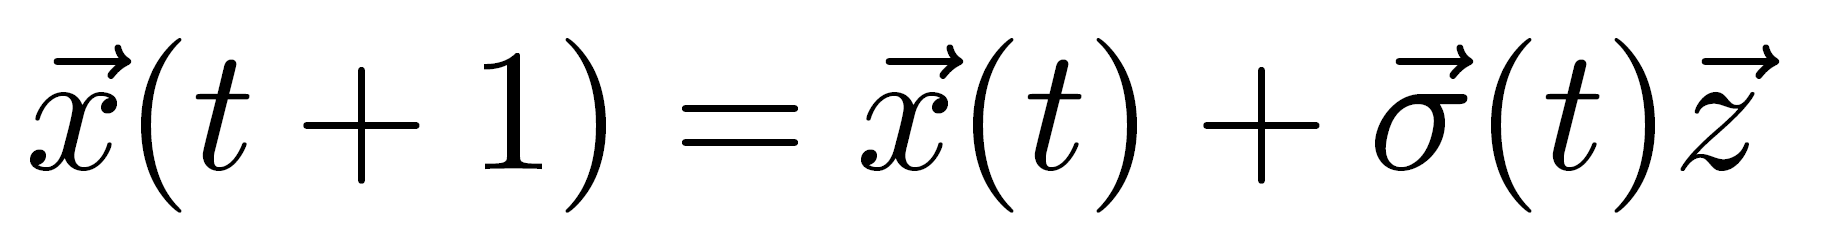 x⃗(t + 1) = x⃗(t) + σ⃗(t)z⃗